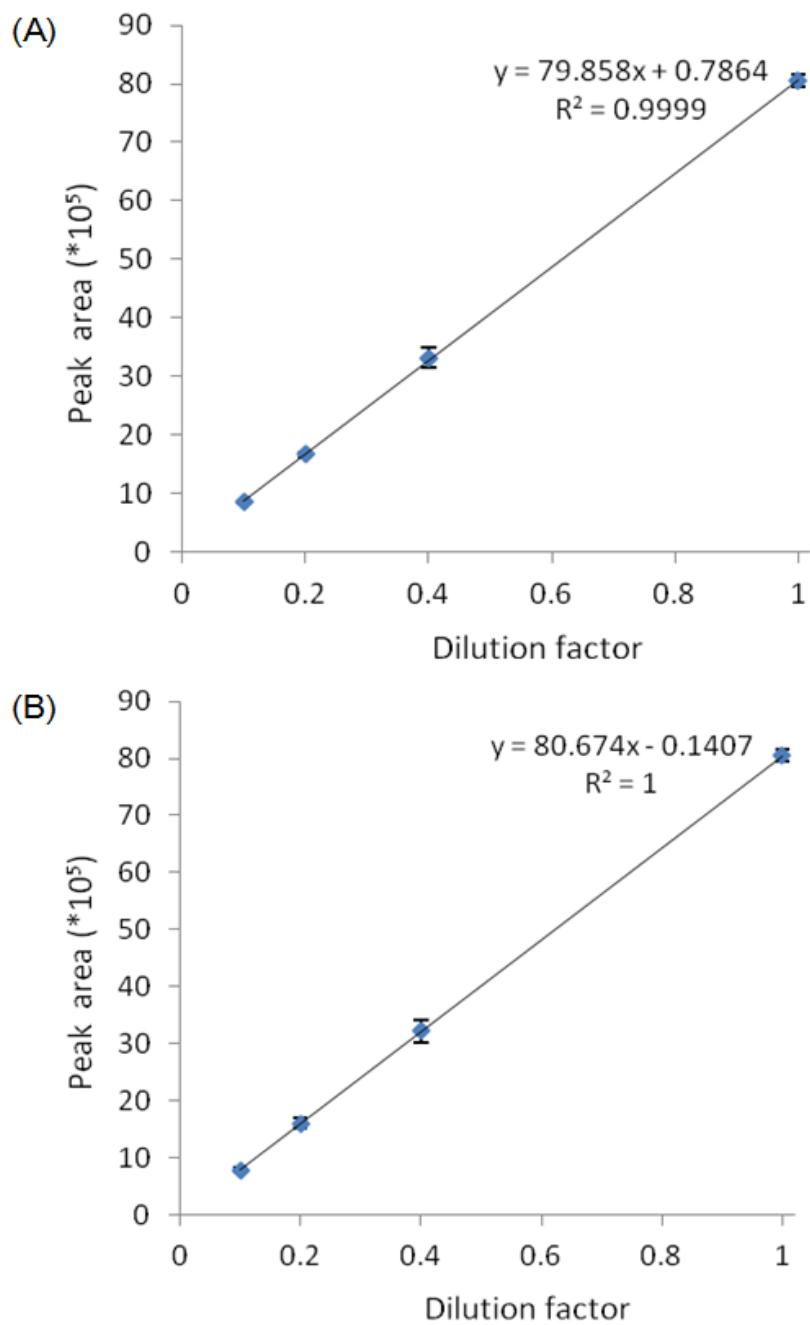 (A)
90
80
70
60
50
40
30
20
10
0
Peak area (*10⁵)
y = 79.858x + 0.7864
R² = 0.9999
0 0.2 0.4 0.6 0.8 1
Dilution factor
(B)
90
80
70
60
50
40
30
20
10
0
Peak area (*10⁵)
y = 80.674x - 0.1407
R² = 1
0 0.2 0.4 0.6 0.8 1
Dilution factor